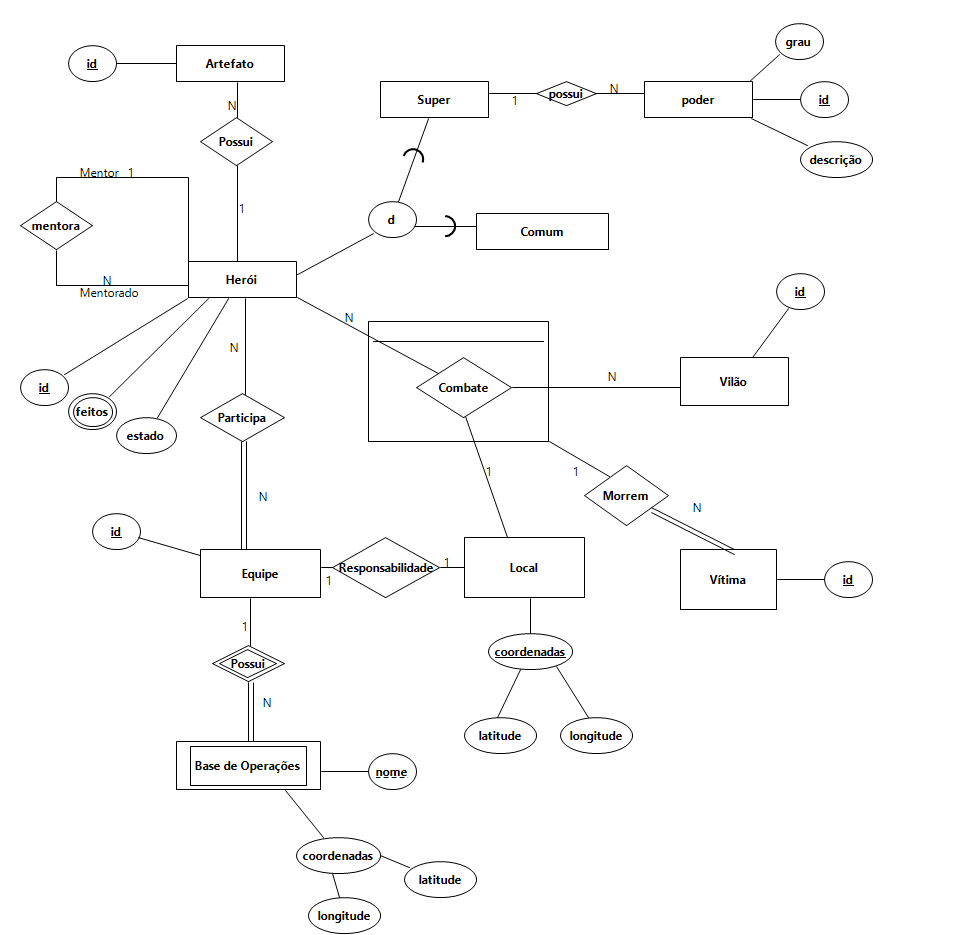 grau
id
Artefato
Super
1
possui
N
poder
id
N
Possui
descrição
Mentor 1
1
mentora
d
Comum
N
Mentorado
Herói
id
N
N
id
feitos
estado
Participa
Combate
N
Vilão
1
1
Morrem
N
N
id
Equipe
1
Responsabilidade
1
Local
Vítima
id
1
Possui
coordenadas
N
latitude
longitude
Base de Operações
nome
coordenadas
latitude
longitude